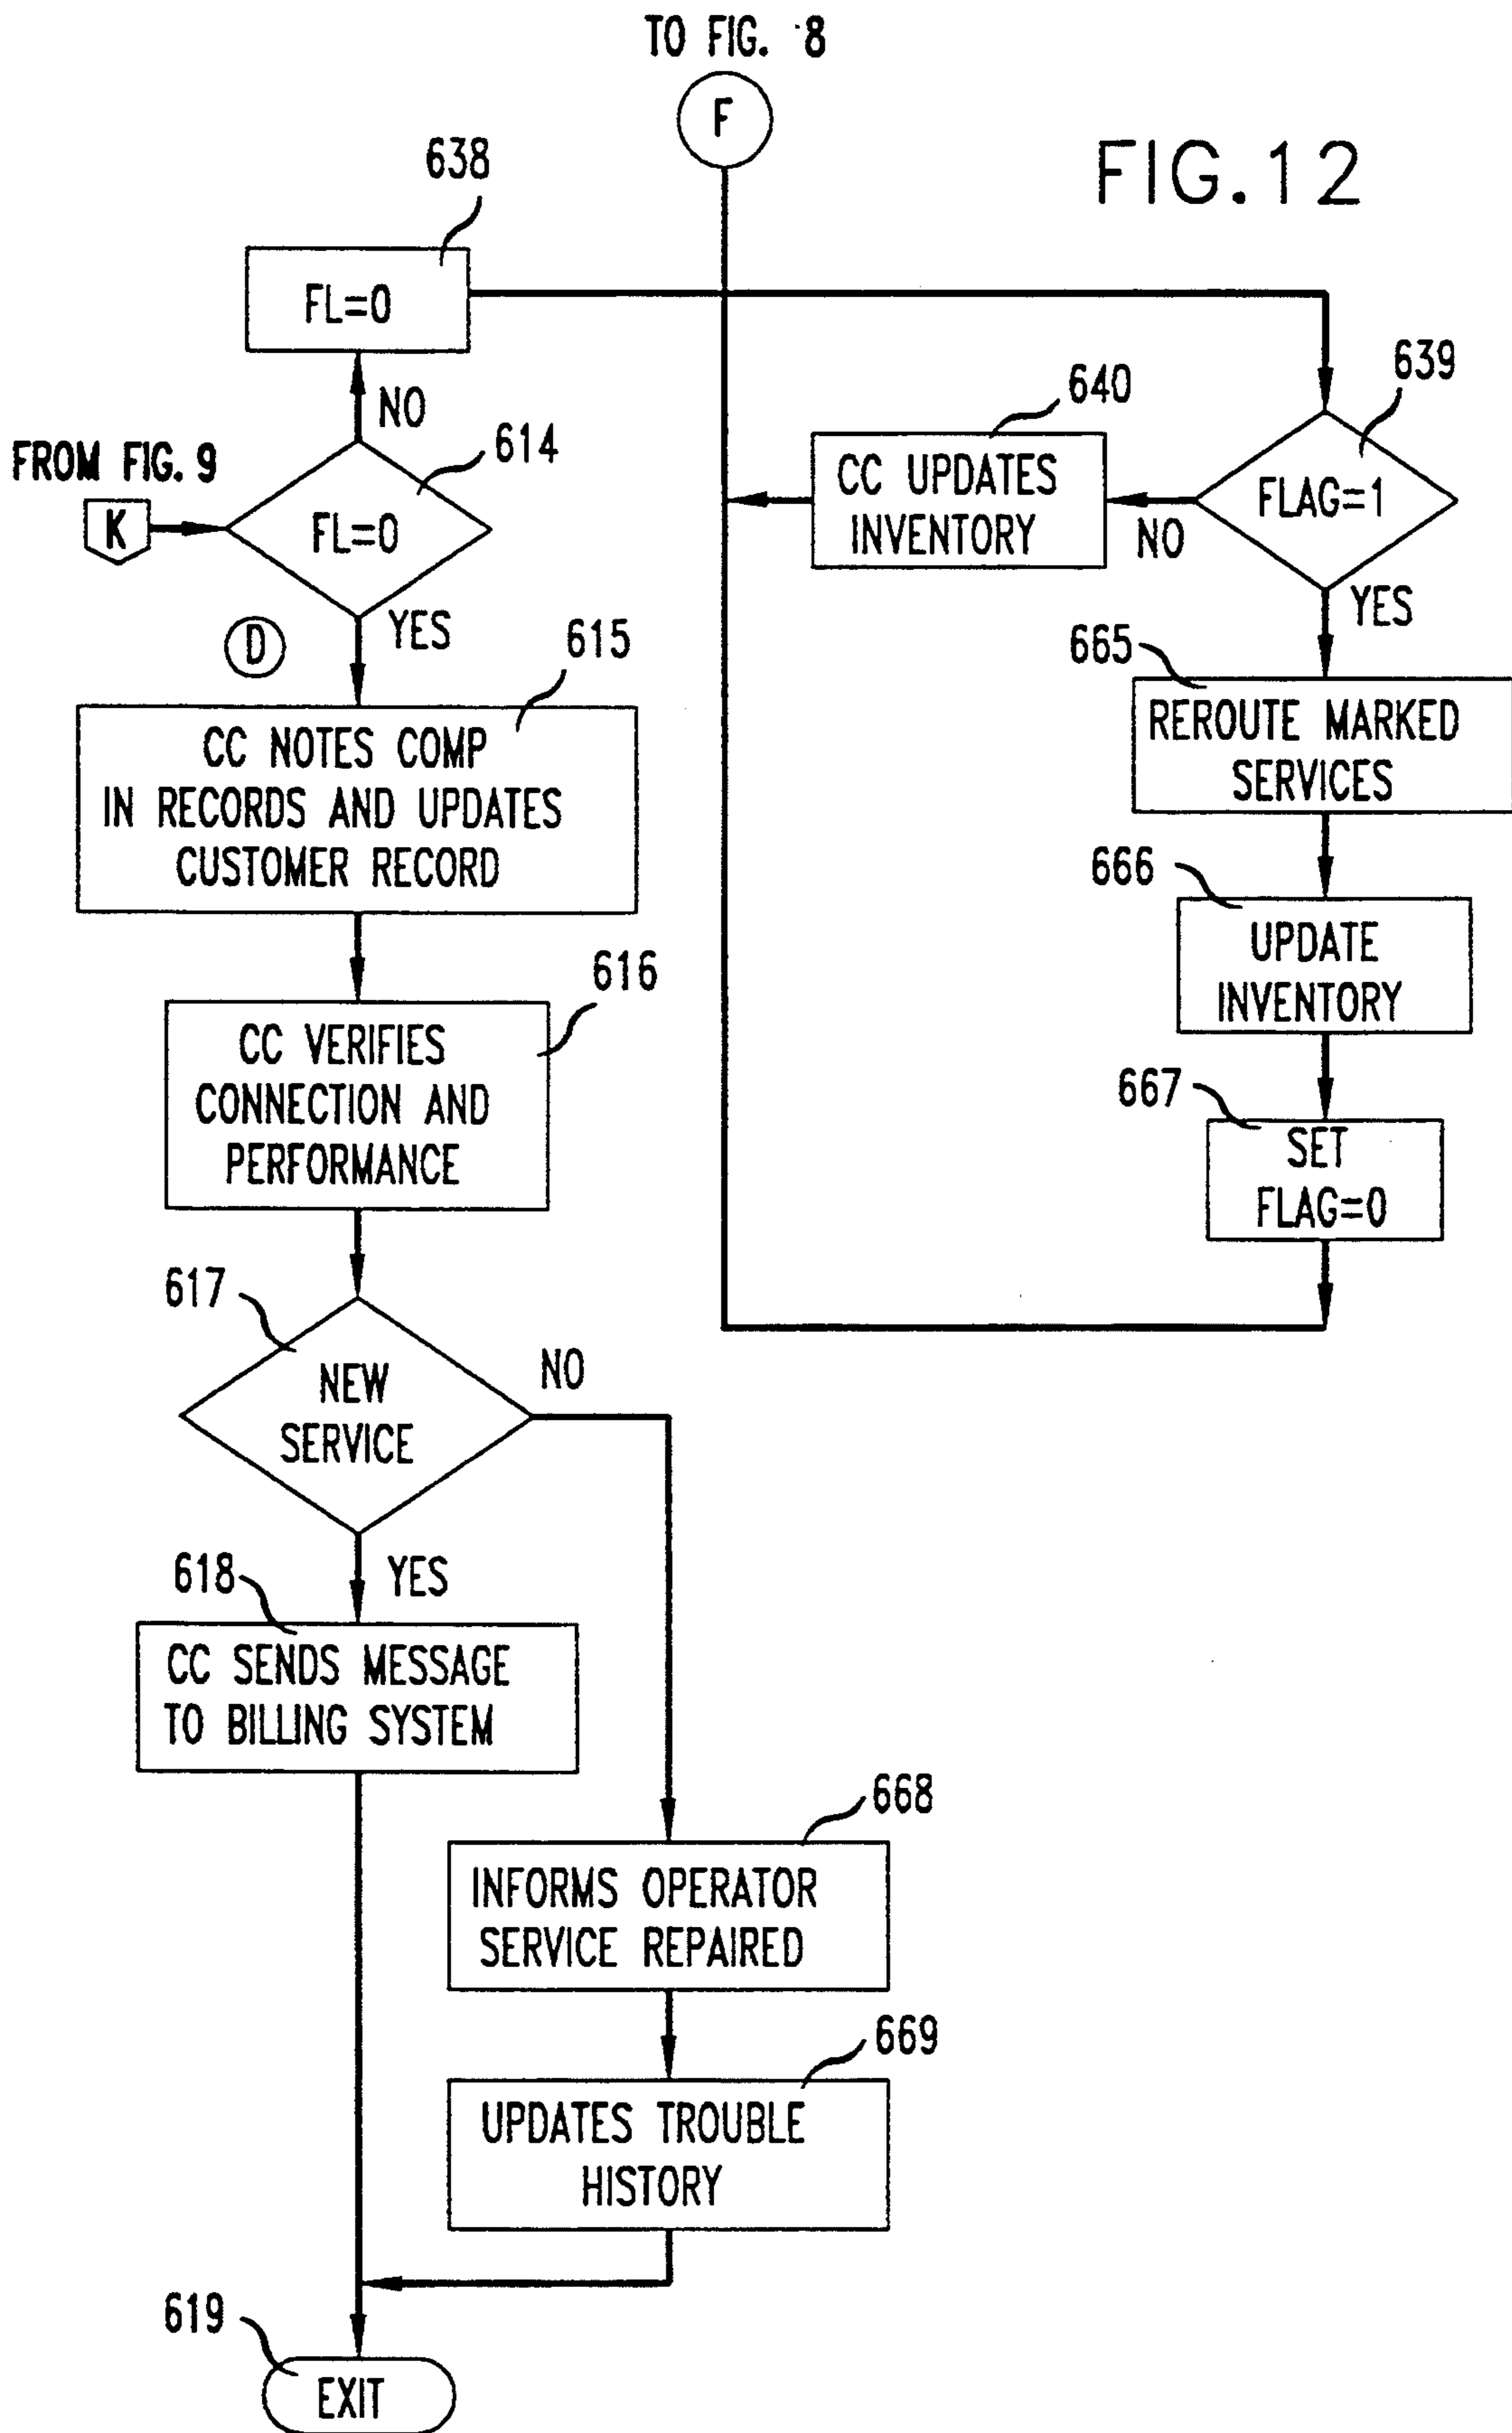 TO FIG. 8
F
FIG.12
638
FL=0
NO
639
640
FROM FIG. 9
614
K
FL=0
CC UPDATES
INVENTORY
NO
FLAG=1
YES
D
YES
615
665
CC NOTES COMP
IN RECORDS AND UPDATES
CUSTOMER RECORD
REROUTE MARKED
SERVICES
666
616
UPDATE
INVENTORY
CC VERIFIES
CONNECTION AND
PERFORMANCE
667
SET
FLAG=0
617
NO
NEW
SERVICE
618
YES
CC SENDS MESSAGE
TO BILLING SYSTEM
668
INFORMS OPERATOR
SERVICE REPAIRED
669
UPDATES TROUBLE
HISTORY
619
EXIT